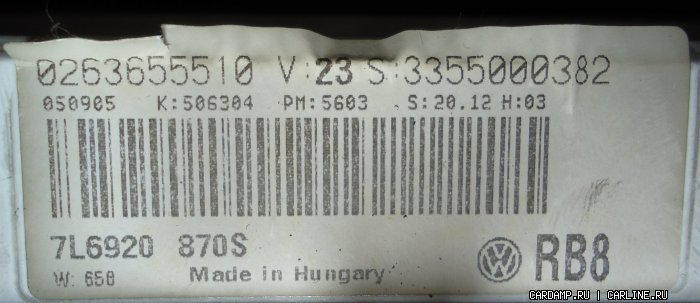 0263655510 V:23 S:3355000382
050905 K:506304 PM:5603 S:20.12 H:03
7L6920 870S
W: 658 Made in Hungary RB8
CARDAMP.RU | CARLINE.RU